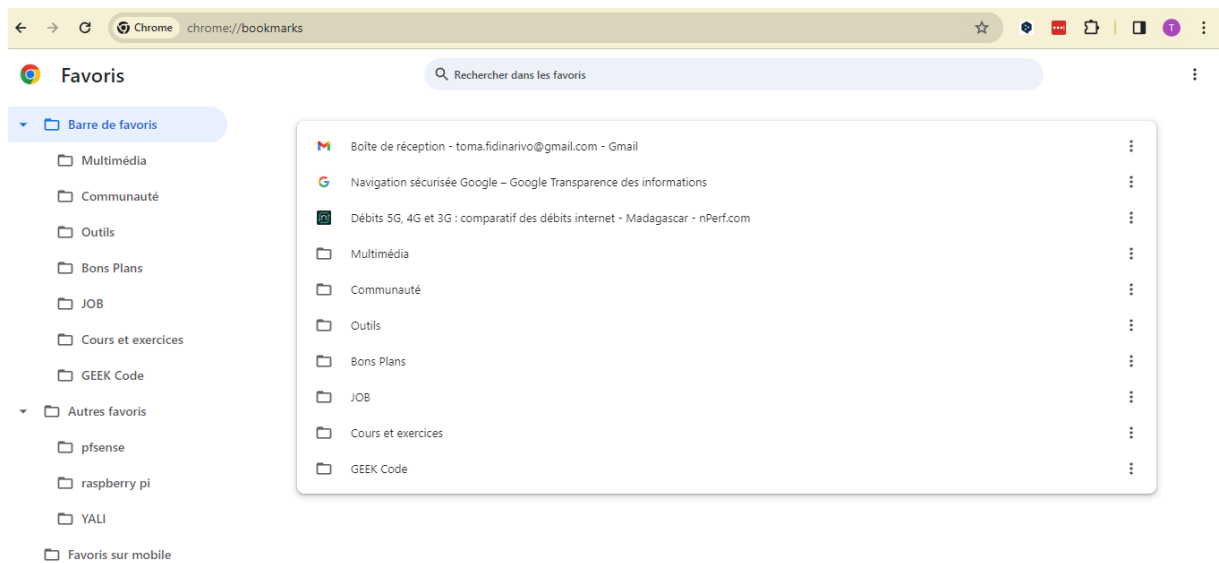 Chrome chrome://bookmarks T
Favoris
Rechercher dans les favoris
Barre de favoris
Multimédia
Communauté
Outils
Bons Plans
JOB
Cours et exercices
GEEK Code
Autres favoris
pfsense
raspberry pi
YALI
Favoris sur mobile
Boîte de réception - toma.fidinarivo@gmail.com - Gmail
Navigation sécurisée Google – Google Transparence des informations
Débits 5G, 4G et 3G : comparatif des débits internet - Madagascar - nPerf.com
Multimédia
Communauté
Outils
Bons Plans
JOB
Cours et exercices
GEEK Code